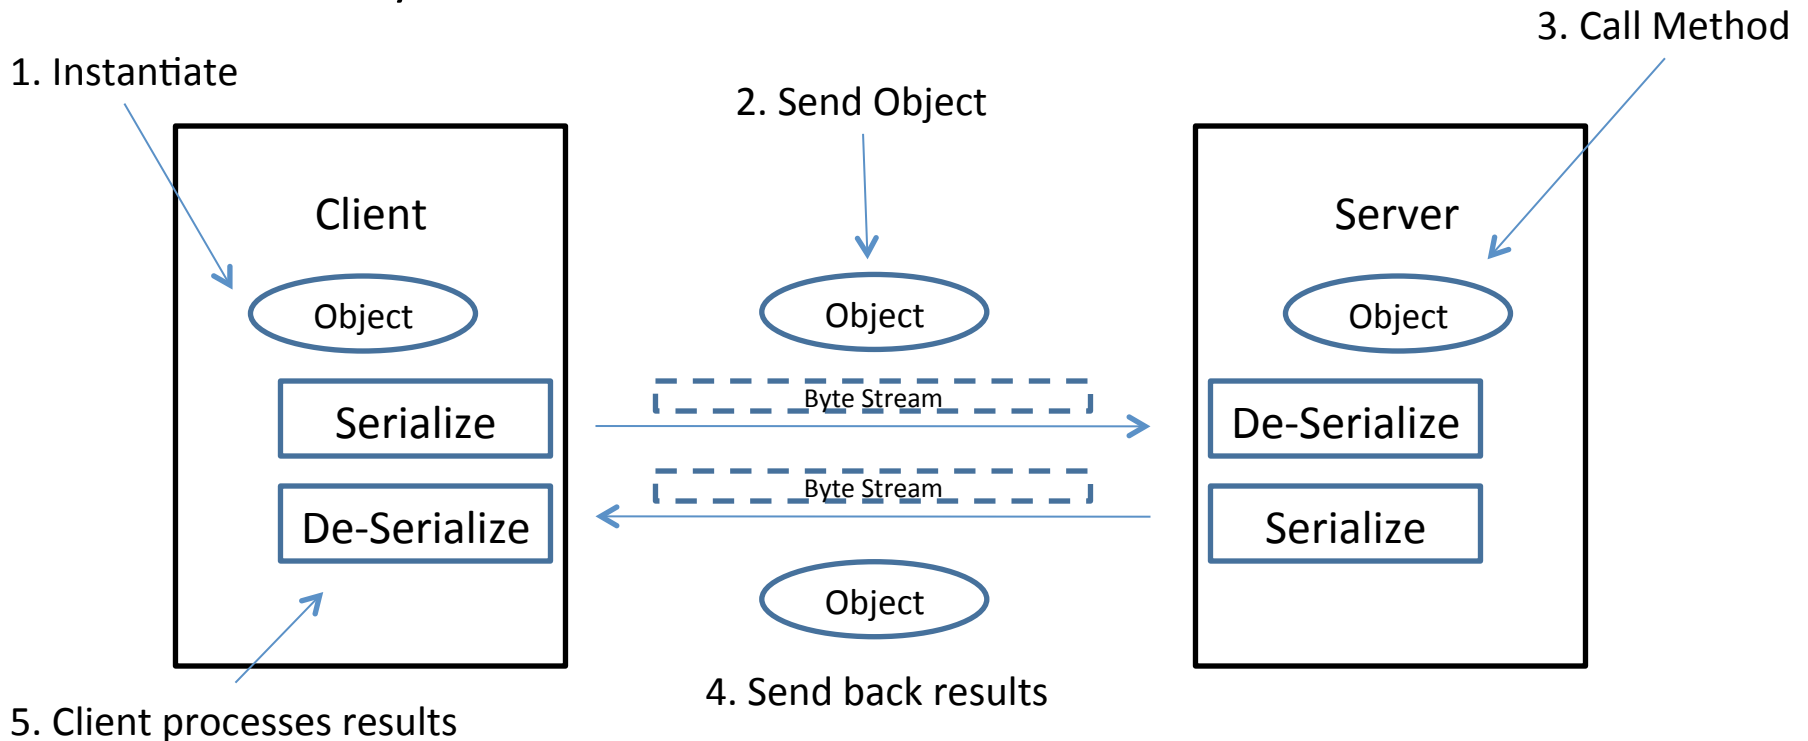 3. Call Method
1. Instantiate
2. Send Object
Client
Server
Object
Object
Object
Serialize
Byte Stream
De-Serialize
De-Serialize
Byte Stream
Serialize
Object
4. Send back results
5. Client processes results